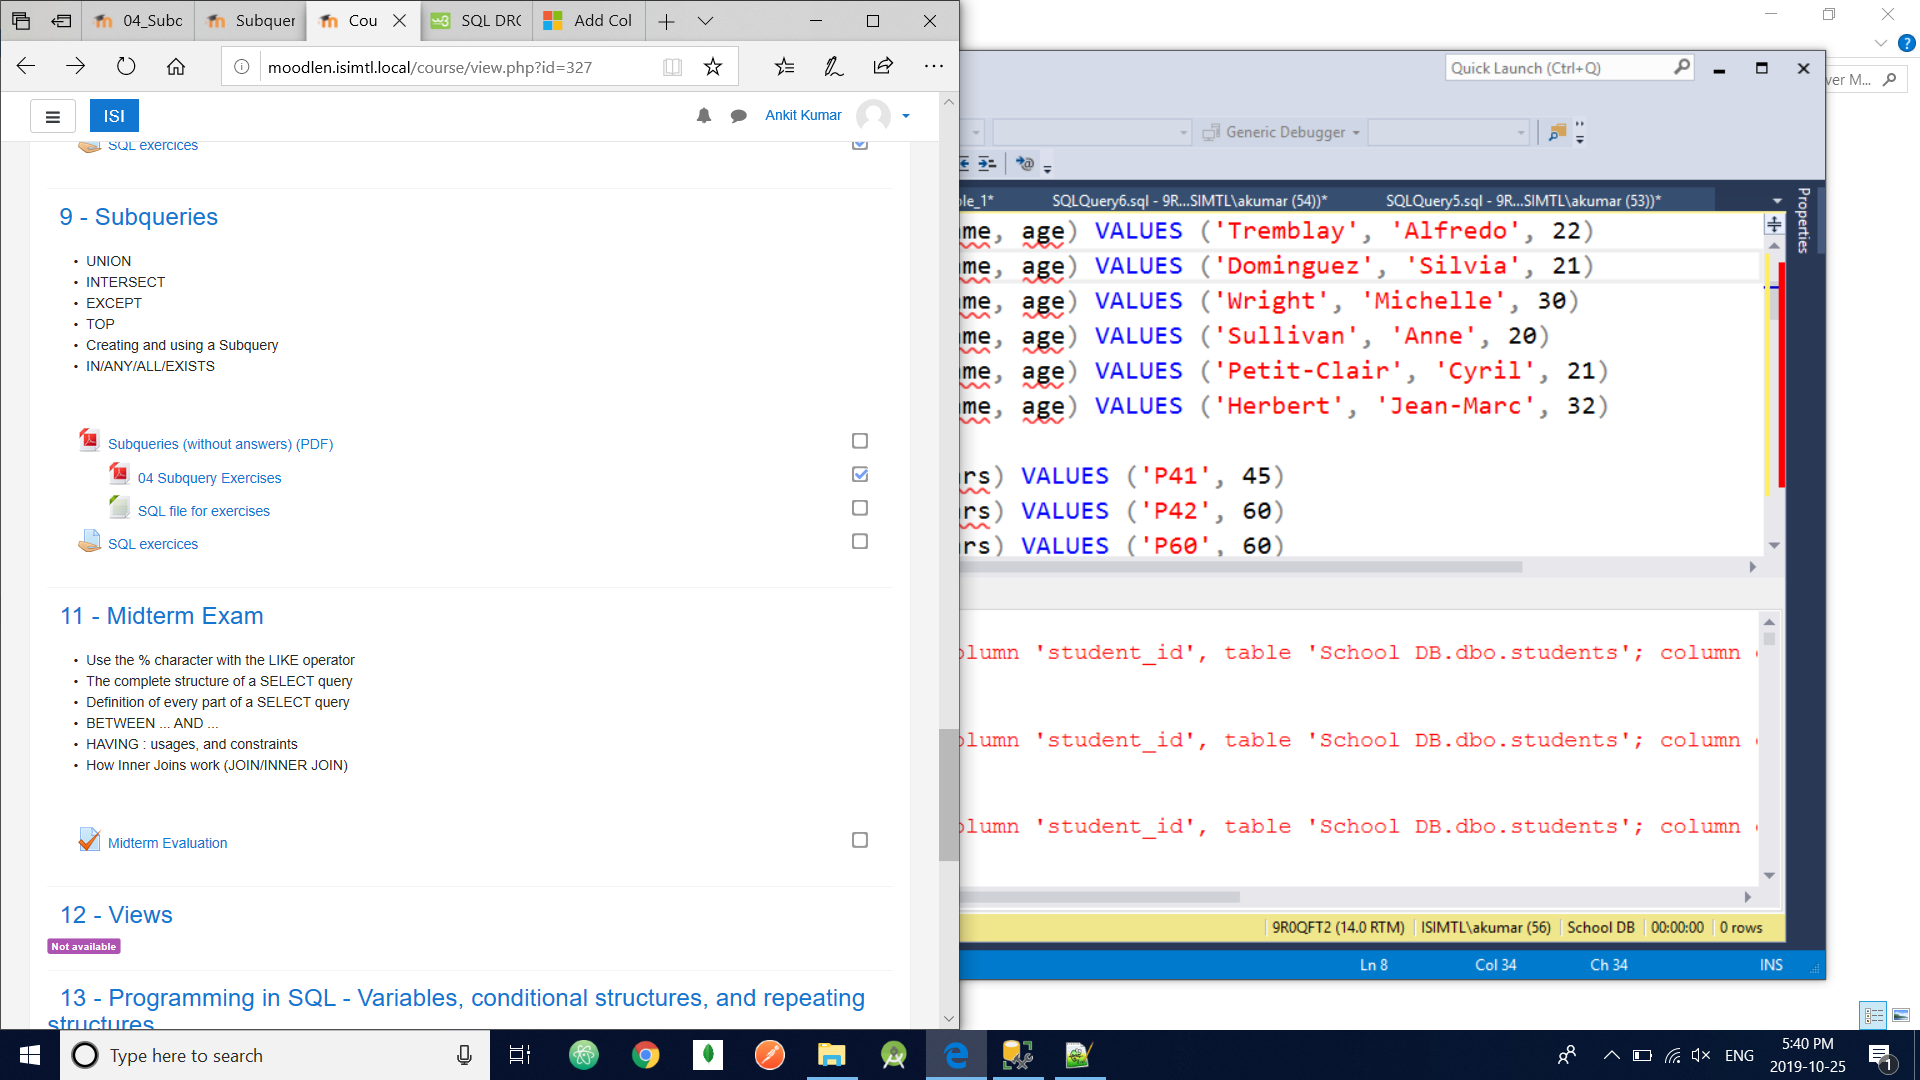 04_Subc
Subquer
Cou
SQL DRO
Add Col
moodlen.isimtl.local/course/view.php?id=327
ISI
Ankit Kumar
SQL exercices
9 - Subqueries
• UNION
• INTERSECT
• EXCEPT
• TOP
• Creating and using a Subquery
• IN/ANY/ALL/EXISTS
Subqueries (without answers) (PDF)
04 Subquery Exercises
SQL file for exercises
SQL exercices
11 - Midterm Exam
• Use the % character with the LIKE operator
• The complete structure of a SELECT query
• Definition of every part of a SELECT query
• BETWEEN ... AND ...
• HAVING : usages, and constraints
• How Inner Joins work (JOIN/INNER JOIN)
Midterm Evaluation
12 - Views
Not available
13 - Programming in SQL - Variables, conditional structures, and repeating
structures
Quick Launch (Ctrl+Q)
ver M...
Generic Debugger
ble_1*
SQLQuery6.sql - 9R...SIMTL\akumar (54))*
SQLQuery5.sql - 9R...SIMTL\akumar (53))*
Properties
me, age) VALUES ('Tremblay', 'Alfredo', 22)
me, age) VALUES ('Dominguez', 'Silvia', 21)
me, age) VALUES ('Wright', 'Michelle', 30)
me, age) VALUES ('Sullivan', 'Anne', 20)
me, age) VALUES ('Petit-Clair', 'Cyril', 21)
me, age) VALUES ('Herbert', 'Jean-Marc', 32)
rs) VALUES ('P41', 45)
rs) VALUES ('P42', 60)
rs) VALUES ('P60', 60)
olumn 'student_id', table 'School DB.dbo.students'; column
olumn 'student_id', table 'School DB.dbo.students'; column
olumn 'student_id', table 'School DB.dbo.students'; column
9R0QFT2 (14.0 RTM)
ISIMTL\akumar (56)
School DB
00:00:00
0 rows
Ln 8
Col 34
Ch 34
INS
Type here to search
ENG
5:40 PM
2019-10-25
1